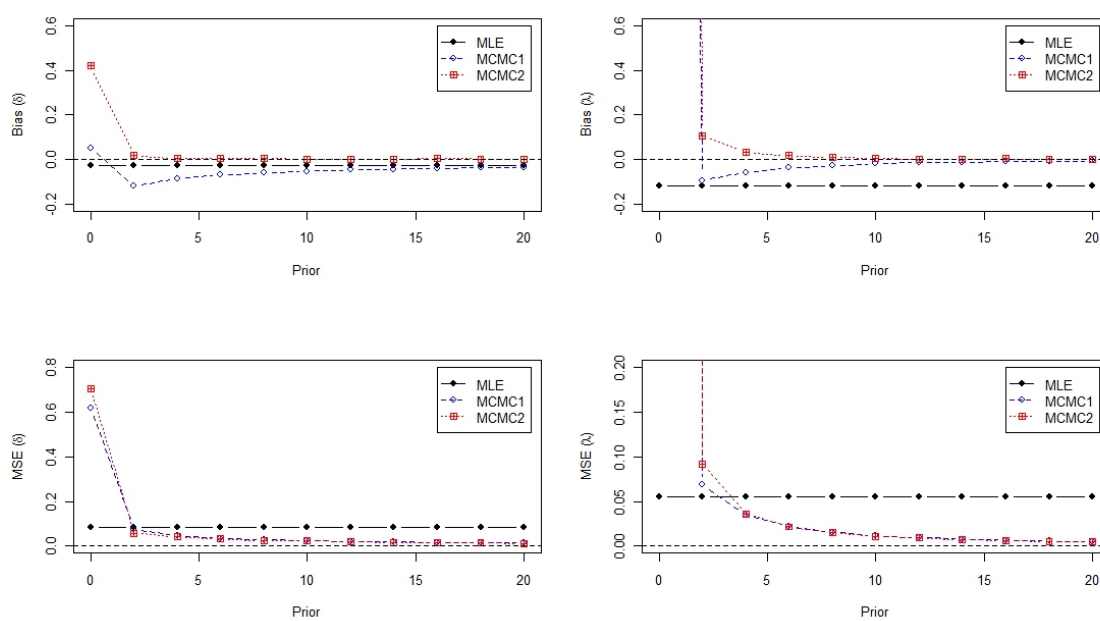 Bias (δ)
0.6
0.4
0.2
0.0
-0.2
MLE
MCMC1
MCMC2
0 5 10 15 20
Prior
Bias (λ)
0.6
0.4
0.2
0.0
-0.2
MLE
MCMC1
MCMC2
0 5 10 15 20
Prior
MSE (δ)
0.8
0.6
0.4
0.2
0.0
MLE
MCMC1
MCMC2
0 5 10 15 20
Prior
MSE (λ)
0.20
0.15
0.10
0.05
0.00
MLE
MCMC1
MCMC2
0 5 10 15 20
Prior